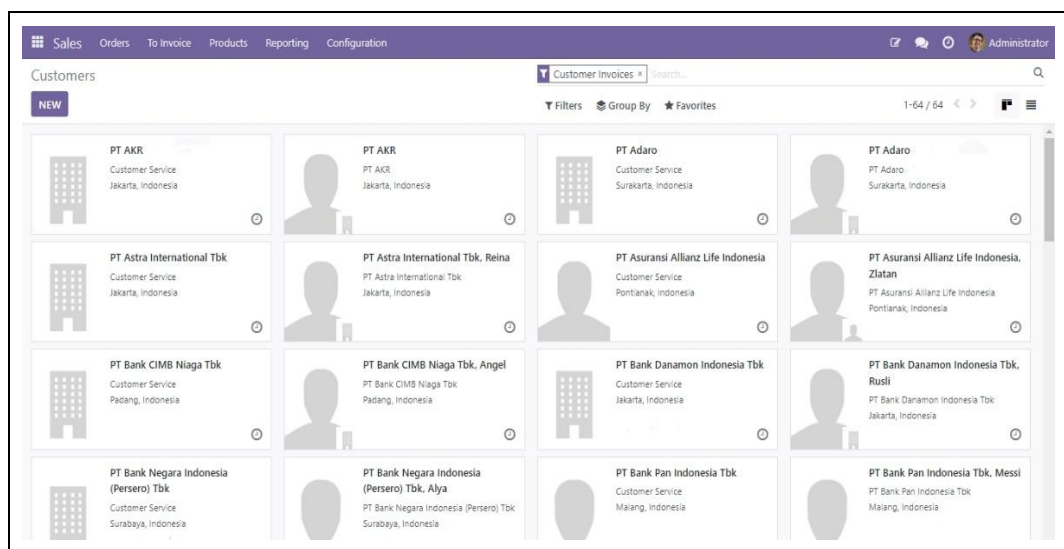 Sales Orders To Invoice Products Reporting Configuration Administrator
Customers Customer Invoices × Search...
NEW Filters Group By Favorites 1-64 / 64
PT AKR
Customer Service
Jakarta, Indonesia
PT AKR
PT AKR
Jakarta, Indonesia
PT Adaro
Customer Service
Surakarta, Indonesia
PT Adaro
PT Adaro
Surakarta, Indonesia
PT Astra International Tbk
Customer Service
Jakarta, Indonesia
PT Astra International Tbk, Reina
PT Astra International Tbk
Jakarta, Indonesia
PT Asuransi Allianz Life Indonesia
Customer Service
Pontianak, Indonesia
PT Asuransi Allianz Life Indonesia,
Zlatan
PT Asuransi Allianz Life Indonesia
Pontianak, Indonesia
PT Bank CIMB Niaga Tbk
Customer Service
Padang, Indonesia
PT Bank CIMB Niaga Tbk, Angel
PT Bank CIMB Niaga Tbk
Padang, Indonesia
PT Bank Danamon Indonesia Tbk
Customer Service
Jakarta, Indonesia
PT Bank Danamon Indonesia Tbk,
Rusli
PT Bank Danamon Indonesia Tbk
Jakarta, Indonesia
PT Bank Negara Indonesia
(Persero) Tbk
Customer Service
Surabaya, Indonesia
PT Bank Negara Indonesia
(Persero) Tbk, Alya
PT Bank Negara Indonesia (Persero) Tbk
Surabaya, Indonesia
PT Bank Pan Indonesia Tbk
Customer Service
Malang, Indonesia
PT Bank Pan Indonesia Tbk, Messi
PT Bank Pan Indonesia Tbk
Malang, Indonesia